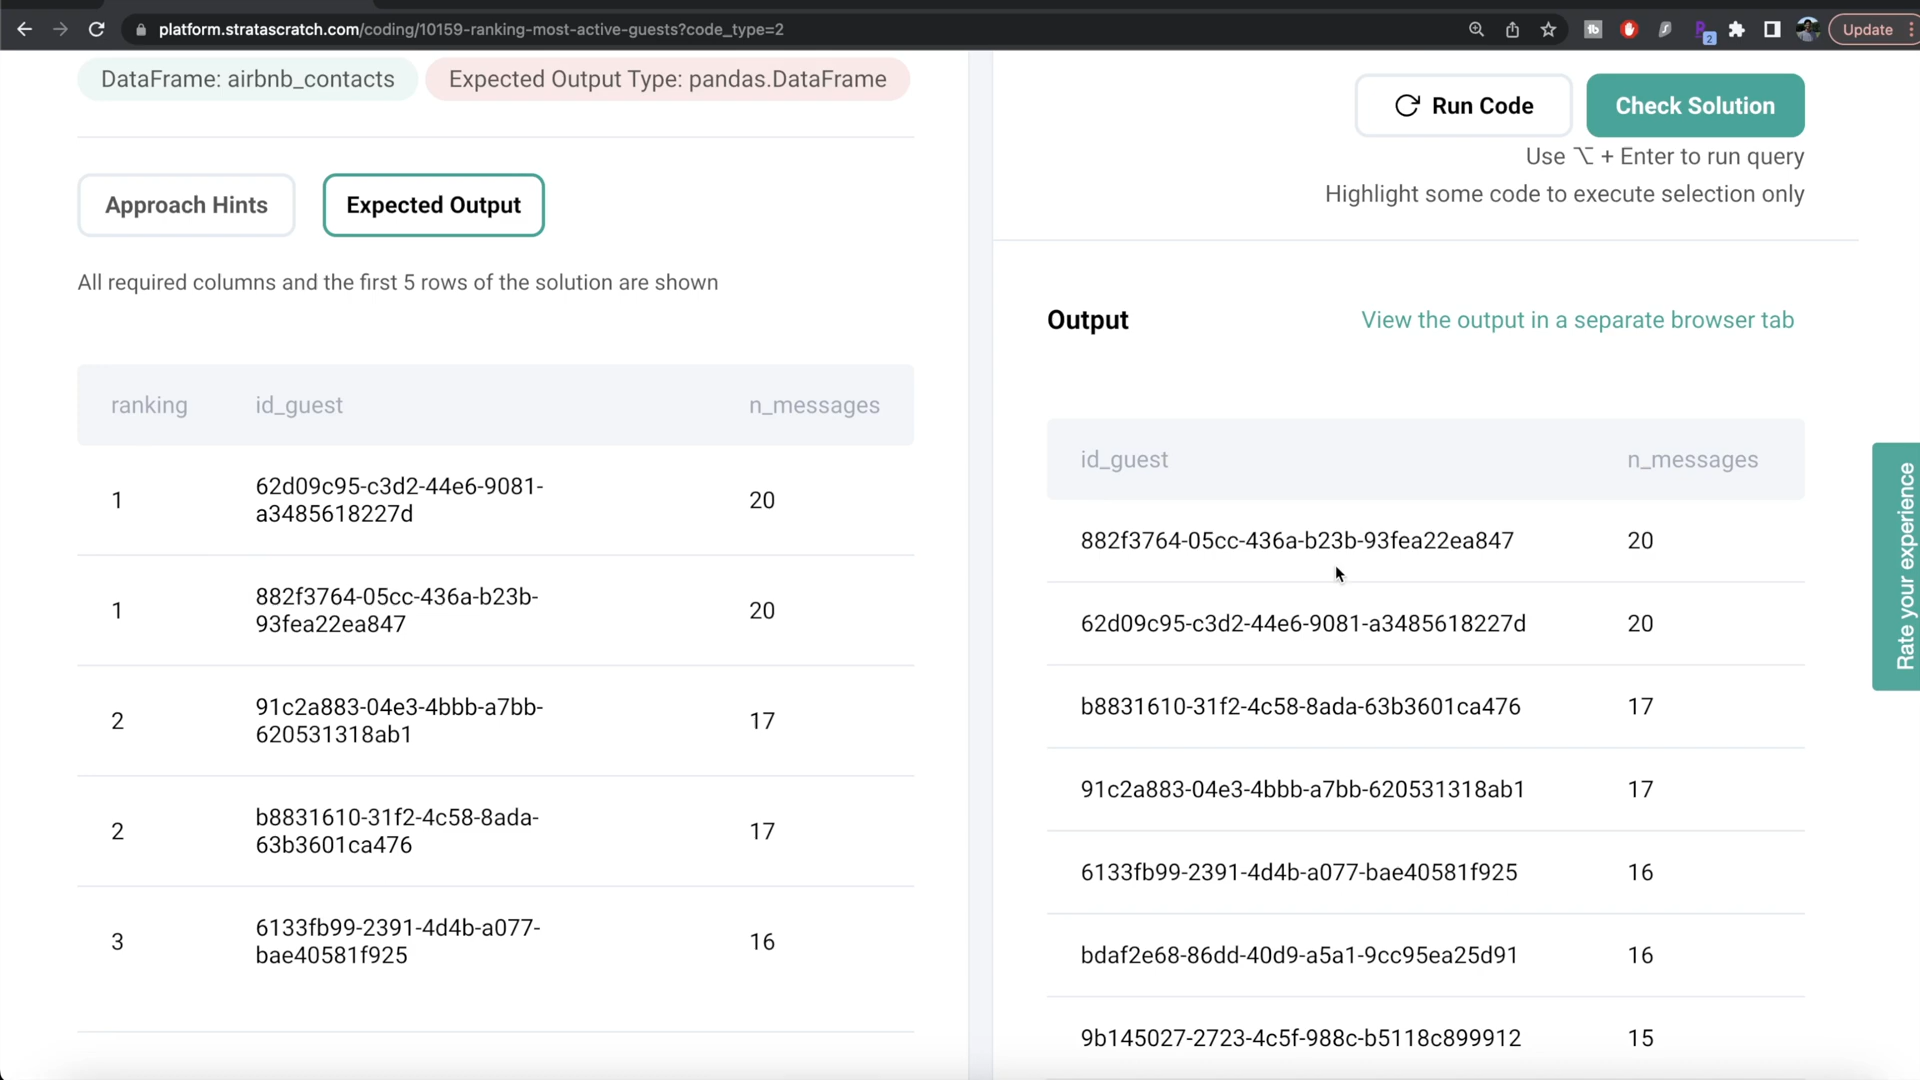 platform.stratascratch.com/coding/10159-ranking-most-active-guests?code_type=2
Update
DataFrame: airbnb_contacts
Expected Output Type: pandas.DataFrame
Approach Hints
Expected Output
All required columns and the first 5 rows of the solution are shown
ranking id_guest n_messages
1 62d09c95-c3d2-44e6-9081- 20
a3485618227d
1 882f3764-05cc-436a-b23b- 20
93fea22ea847
2 91c2a883-04e3-4bbb-a7bb- 17
620531318ab1
2 b8831610-31f2-4c58-8ada- 17
63b3601ca476
3 6133fb99-2391-4d4b-a077- 16
bae40581f925
Run Code
Check Solution
Use ⌥ + Enter to run query
Highlight some code to execute selection only
Output
View the output in a separate browser tab
id_guest n_messages
882f3764-05cc-436a-b23b-93fea22ea847 20
62d09c95-c3d2-44e6-9081-a3485618227d 20
b8831610-31f2-4c58-8ada-63b3601ca476 17
91c2a883-04e3-4bbb-a7bb-620531318ab1 17
6133fb99-2391-4d4b-a077-bae40581f925 16
bdaf2e68-86dd-40d9-a5a1-9cc95ea25d91 16
9b145027-2723-4c5f-988c-b5118c899912 15
Rate your experience
tb
2